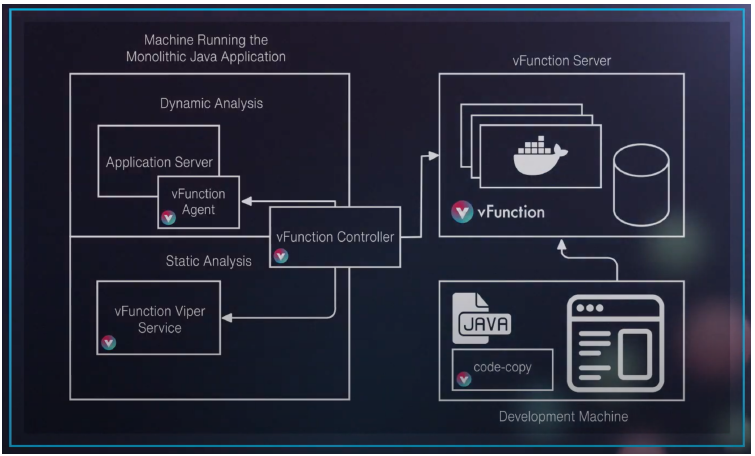 Machine Running the
Monolithic Java Application
Dynamic Analysis
Application Server
vFunction
Agent
vFunction Controller
Static Analysis
vFunction Viper
Service
vFunction Server
vFunction
JAVA
code-copy
Development Machine